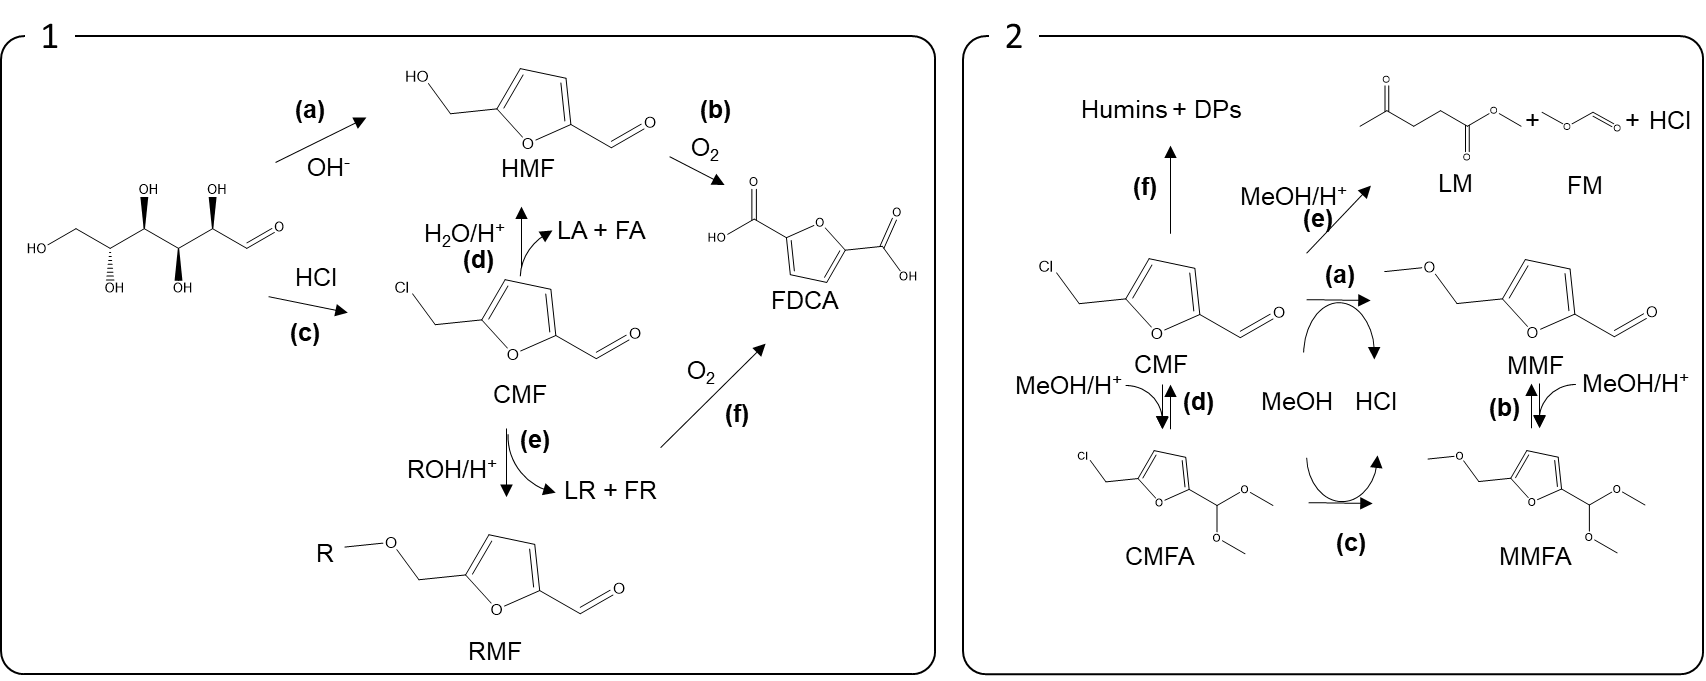 1
HO
O
O
HMF
(a)
OH-
(b)
O2
OH
OH
HO
O
OH
OH
HCl
(c)
H2O/H+
(d)
LA + FA
Cl
O
O
CMF
O
HO
O
O
OH
FDCA
O2
(f)
(e)
ROH/H+
LR + FR
R
O
O
O
RMF
2
Humins + DPs
(f)
O
O
O
+
O
O
+ HCl
LM
FM
MeOH/H+
(e)
Cl
O
O
CMF
(a)
O
O
O
MMF
MeOH/H+
(d)
MeOH
HCl
(b)
MeOH/H+
Cl
O
O
O
CMFA
(c)
O
O
O
O
MMFA